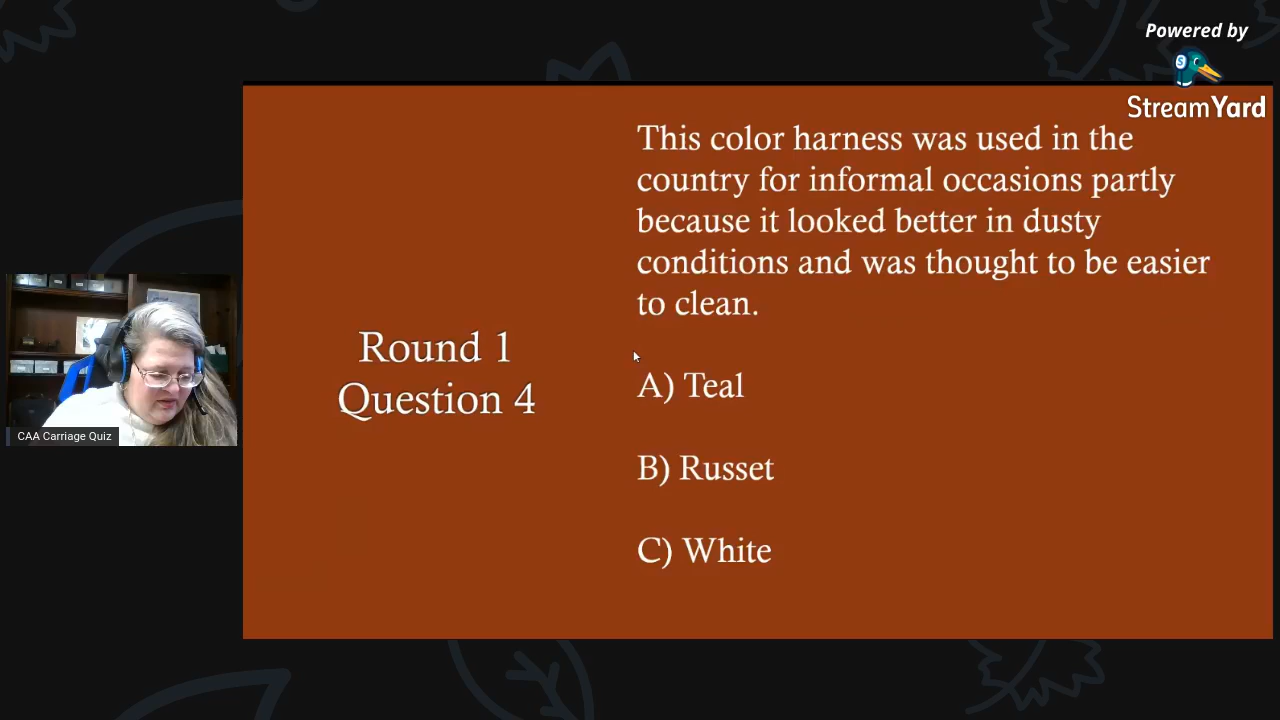 Powered by
StreamYard
This color harness was used in the
country for informal occasions partly
because it looked better in dusty
conditions and was thought to be easier
to clean.
Round 1
Question 4
A) Teal
B) Russet
C) White
CAA Carriage Quiz